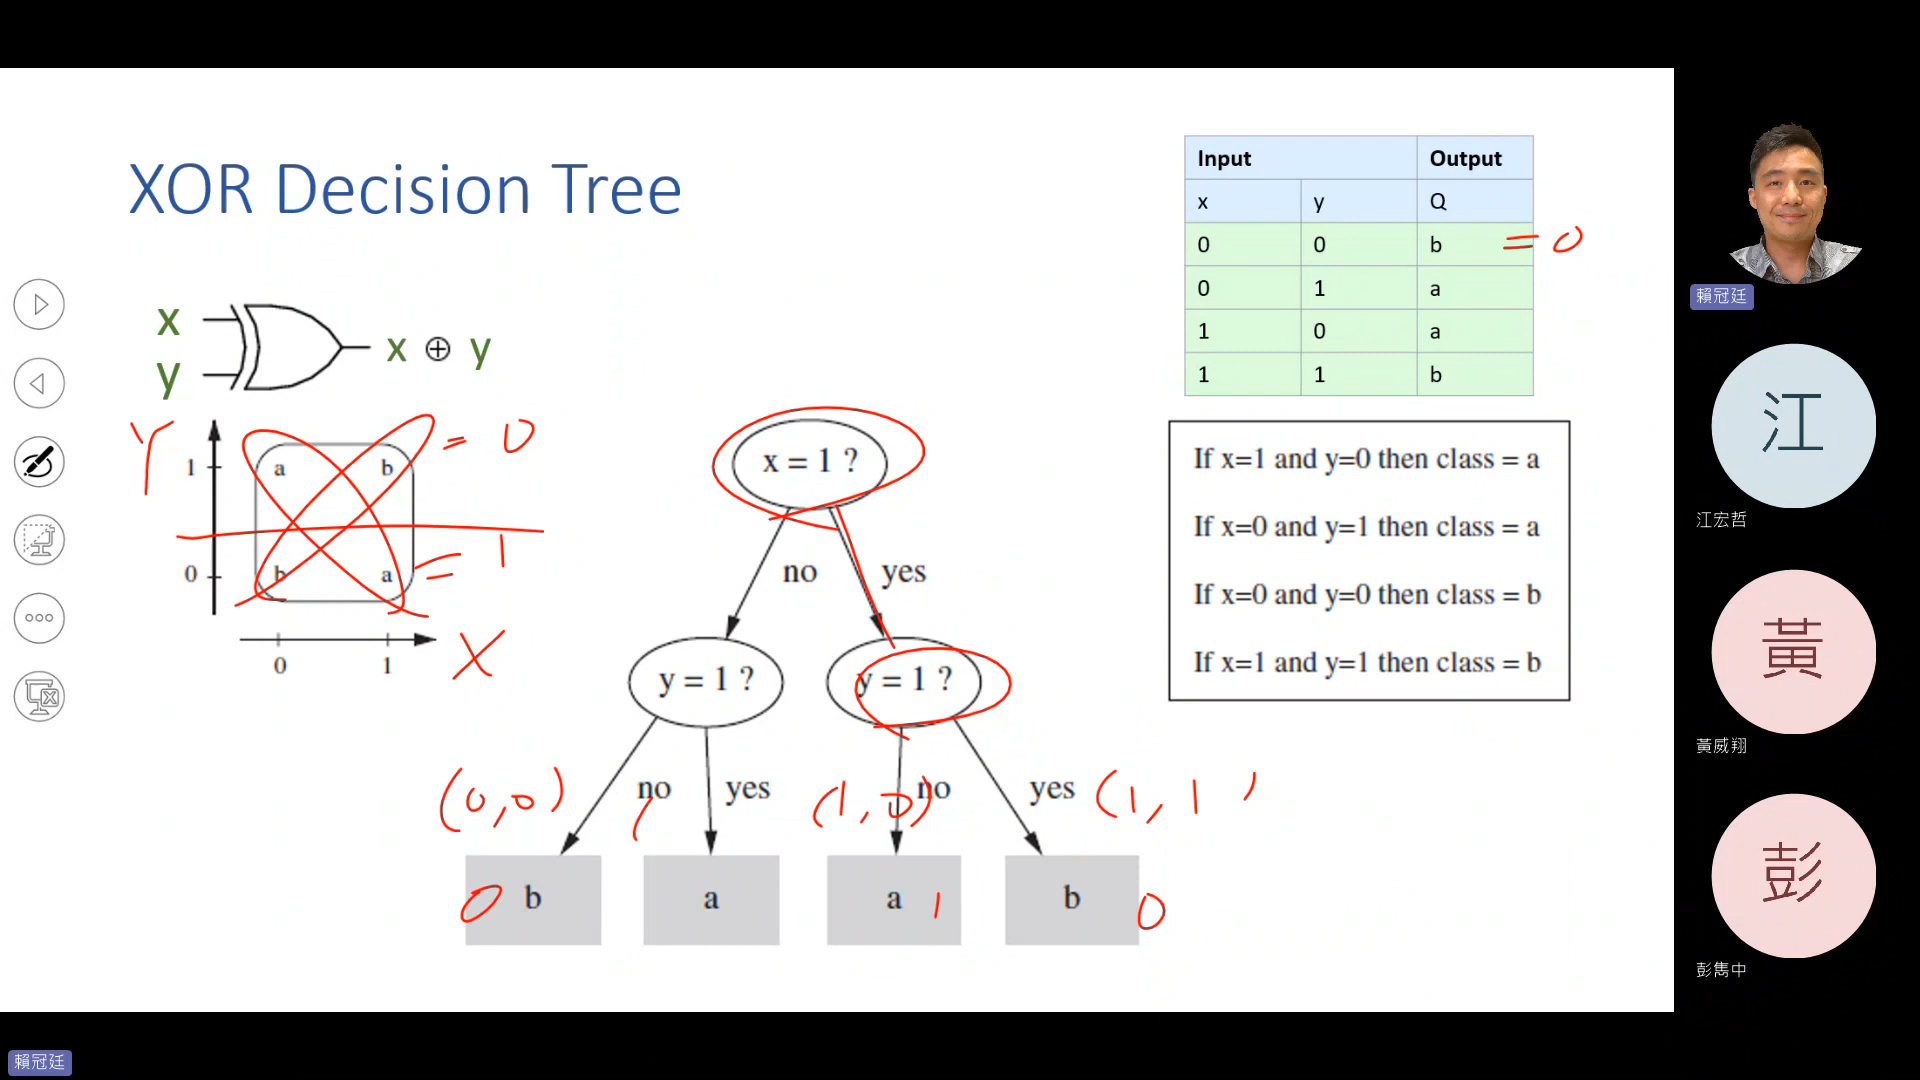 XOR Decision Tree
x
y
x ⊕ y
Y
1
a
b
= 0
0
b
a
= 1
0
1
X
x = 1 ?
no
yes
y = 1 ?
y = 1 ?
(0,0)
no
(
yes
(1,0)
no
yes
(1,1)
0 b
a
a 1
b 0
Input Output
x y Q
0 0 b = 0
0 1 a
1 0 a
1 1 b
If x=1 and y=0 then class = a
If x=0 and y=1 then class = a
If x=0 and y=0 then class = b
If x=1 and y=1 then class = b
賴冠廷
江
江宏哲
黃
黃威翔
彭
彭雋中
賴冠廷